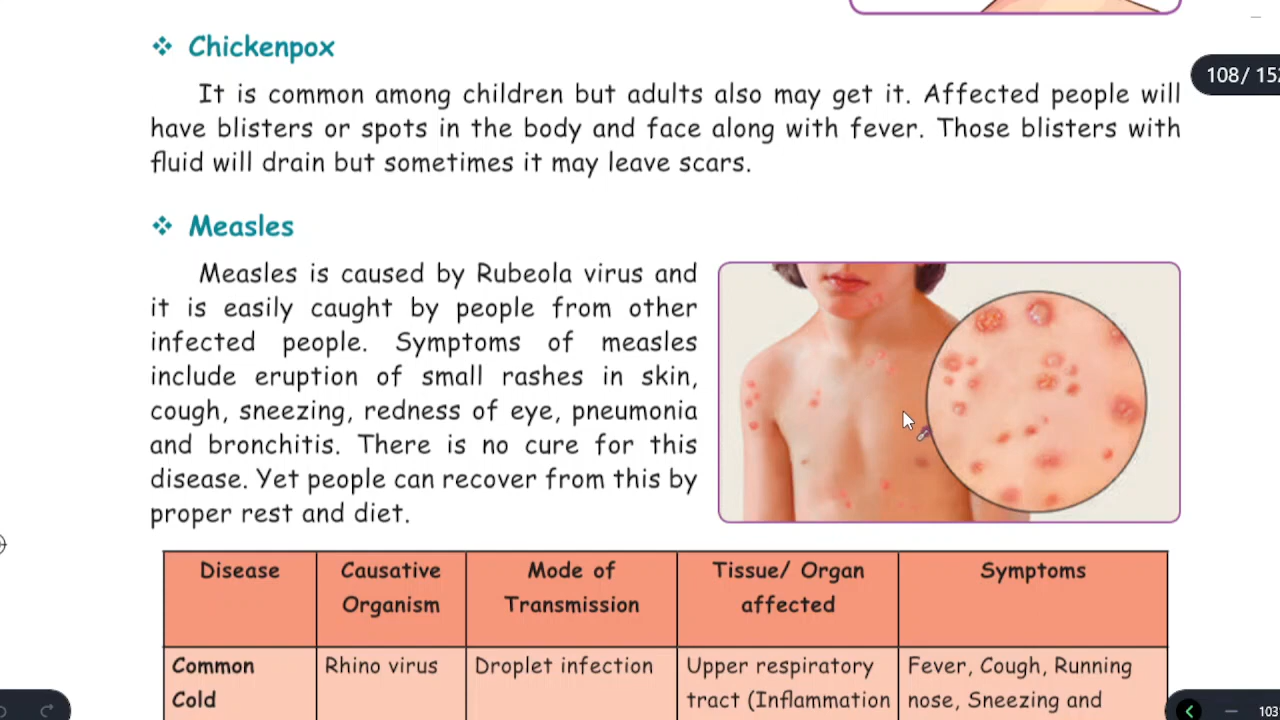 Chickenpox
108/ 15
It is common among children but adults also may get it. Affected people will
have blisters or spots in the body and face along with fever. Those blisters with
fluid will drain but sometimes it may leave scars.
Measles
Measles is caused by Rubeola virus and
it is easily caught by people from other
infected people. Symptoms of measles
include eruption of small rashes in skin,
cough, sneezing, redness of eye, pneumonia
and bronchitis. There is no cure for this
disease. Yet people can recover from this by
proper rest and diet.
Disease
Causative
Organism
Mode of
Transmission
Tissue/ Organ
affected
Symptoms
Common
Cold
Rhino virus
Droplet infection
Upper respiratory
tract (Inflammation
Fever, Cough, Running
nose, Sneezing and
103